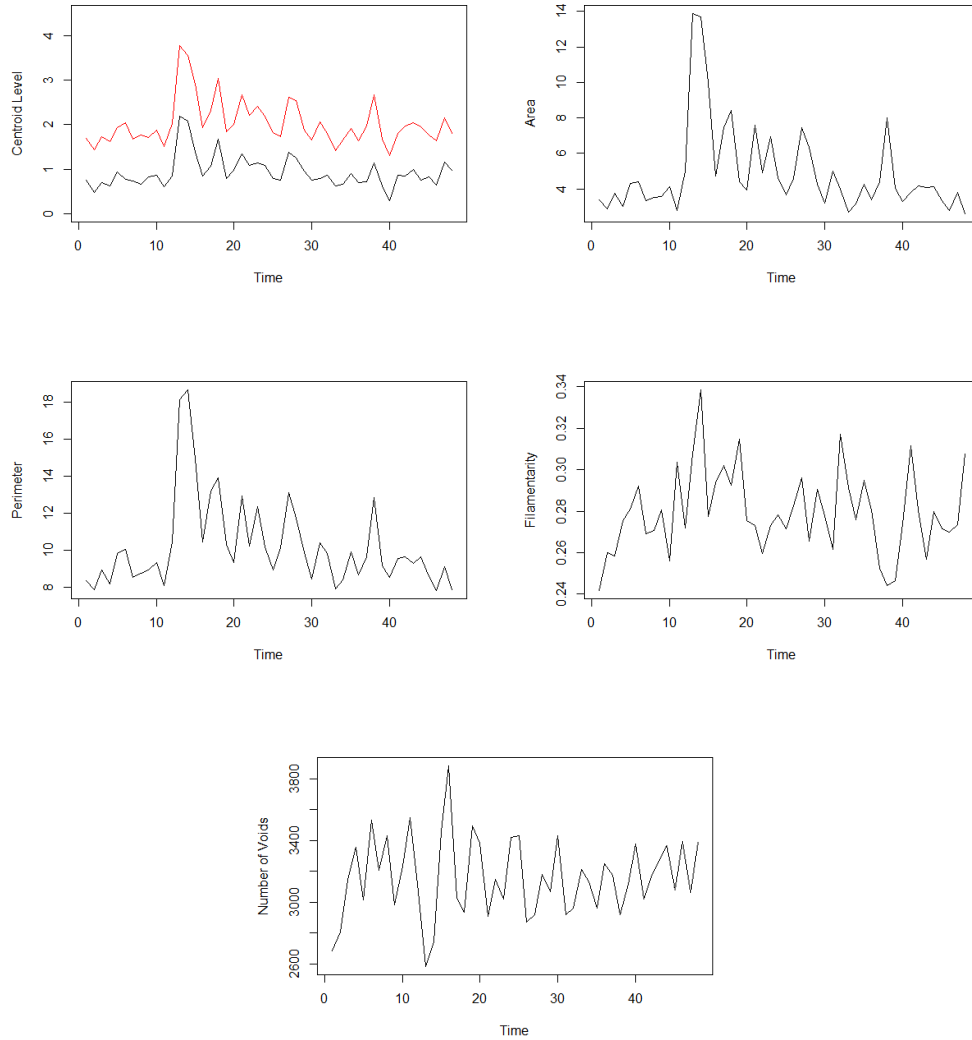 Centroid Level
0 1 2 3 4
0 10 20 30 40
Time
Area
4 6 8 10 12 14
0 10 20 30 40
Time
Perimeter
8 10 12 14 16 18
0 10 20 30 40
Time
Filamentarity
0.24 0.26 0.28 0.30 0.32 0.34
0 10 20 30 40
Time
Number of Voids
2600 3000 3400 3800
0 10 20 30 40
Time